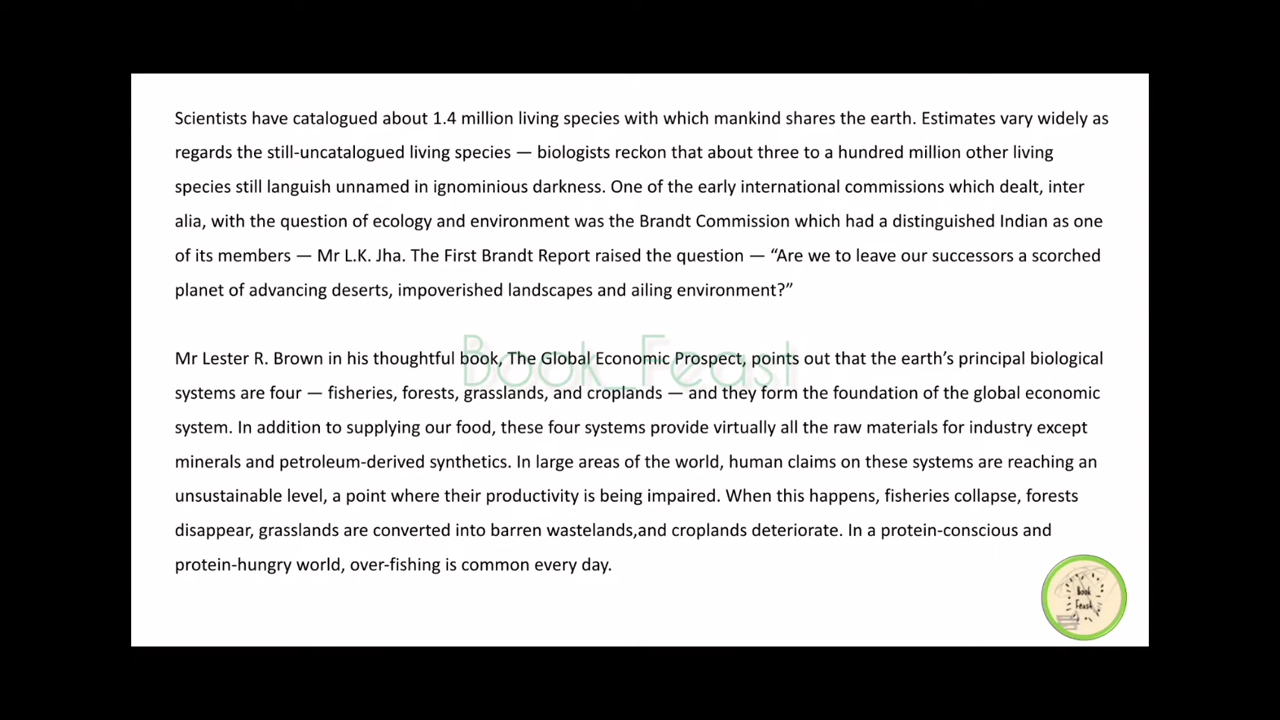 Scientists have catalogued about 1.4 million living species with which mankind shares the earth. Estimates vary widely as
regards the still-uncatalogued living species — biologists reckon that about three to a hundred million other living
species still languish unnamed in ignominious darkness. One of the early international commissions which dealt, inter
alia, with the question of ecology and environment was the Brandt Commission which had a distinguished Indian as one
of its members — Mr L.K. Jha. The First Brandt Report raised the question — “Are we to leave our successors a scorched
planet of advancing deserts, impoverished landscapes and ailing environment?”
Mr Lester R. Brown in his thoughtful book, The Global Economic Prospect, points out that the earth’s principal biological
systems are four — fisheries, forests, grasslands, and croplands — and they form the foundation of the global economic
system. In addition to supplying our food, these four systems provide virtually all the raw materials for industry except
minerals and petroleum-derived synthetics. In large areas of the world, human claims on these systems are reaching an
unsustainable level, a point where their productivity is being impaired. When this happens, fisheries collapse, forests
disappear, grasslands are converted into barren wastelands,and croplands deteriorate. In a protein-conscious and
protein-hungry world, over-fishing is common every day.
Book_Feast
Book
Feast